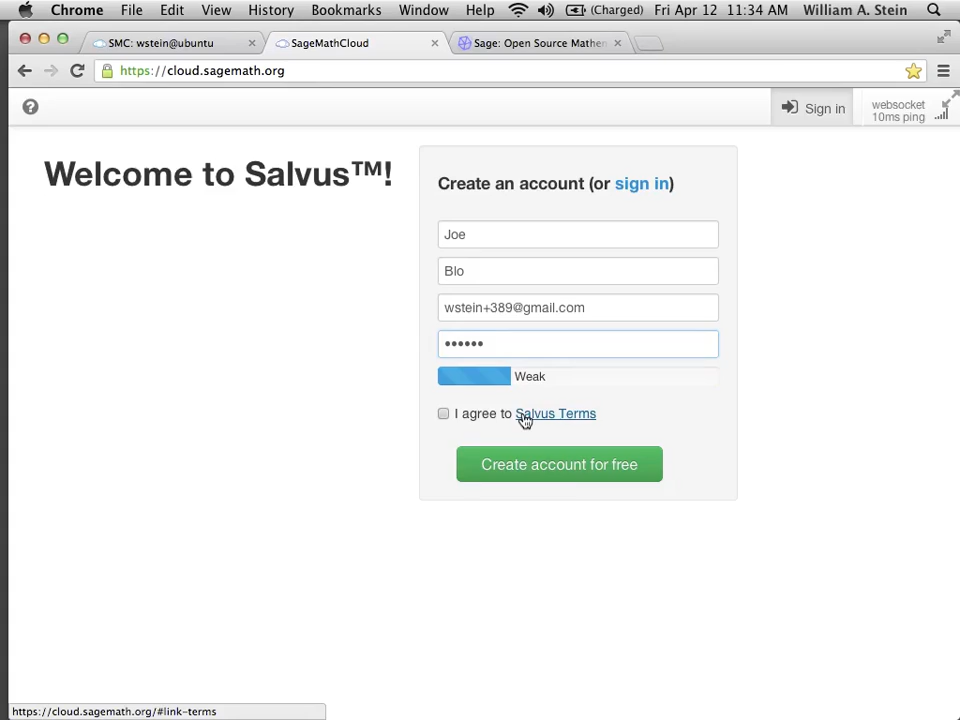 Chrome File Edit View History Bookmarks Window Help (Charged) Fri Apr 12 11:34 AM William A. Stein
SMC: wstein@ubuntu × SageMathCloud × Sage: Open Source Mathen ×
https://cloud.sagemath.org
Sign in
websocket
10ms ping
Welcome to Salvus™!
Create an account (or sign in)
Joe
Blo
wstein+389@gmail.com
••••••
Weak
I agree to Salvus Terms
Create account for free
https://cloud.sagemath.org/#link-terms